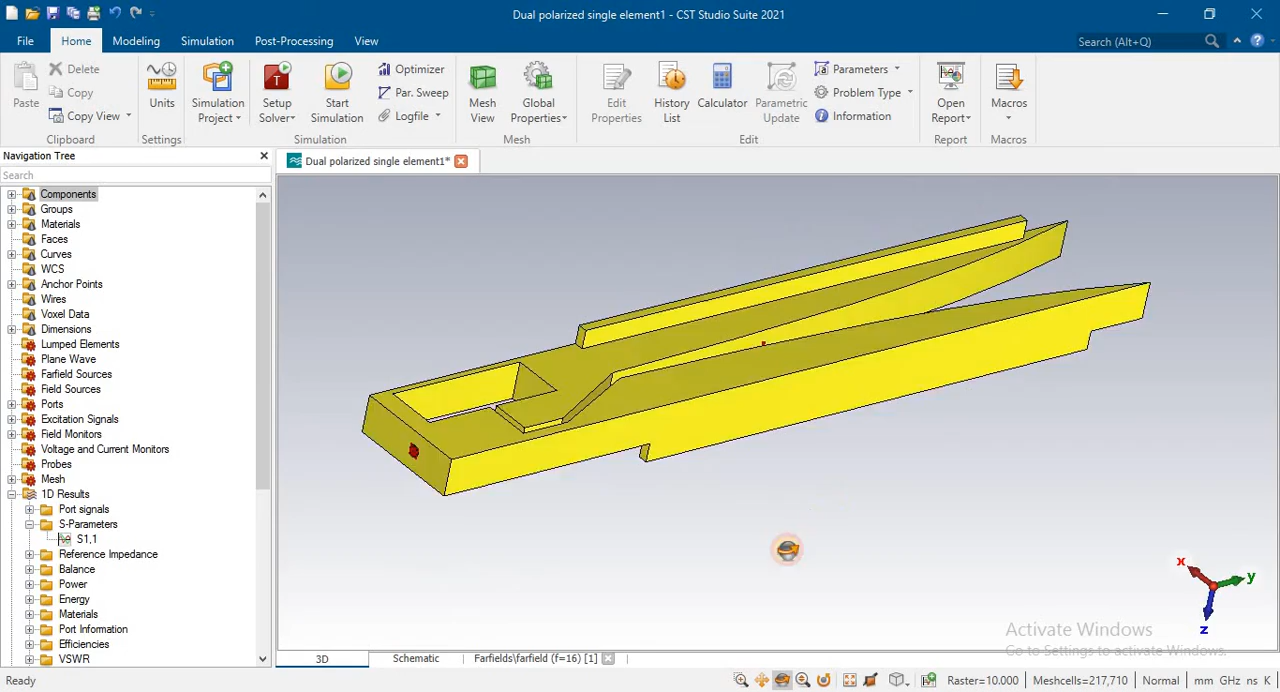 Dual polarized single element1 - CST Studio Suite 2021
File Home Modeling Simulation Post-Processing View Search (Alt+Q)
Paste
Delete
Copy
Copy View
Clipboard
Units
Settings
Simulation
Project
Setup
Solver
Start
Simulation
Optimizer
Par. Sweep
Logfile
Simulation
Mesh
View
Global
Properties
Mesh
Edit
Properties
History
List
Calculator
Parametric
Update
Parameters
Problem Type
Information
Edit
Open
Report
Report
Macros
Macros
Navigation Tree
Search
Dual polarized single element1*
Components
Groups
Materials
Faces
Curves
WCS
Anchor Points
Wires
Voxel Data
Dimensions
Lumped Elements
Plane Wave
Farfield Sources
Field Sources
Ports
Excitation Signals
Field Monitors
Voltage and Current Monitors
Probes
Mesh
1D Results
Port signals
S-Parameters
S1,1
Reference Impedance
Balance
Power
Energy
Materials
Port Information
Efficiencies
VSWR
x
y
z
Activate Windows
Go to Settings to activate Windows.
3D Schematic Farfields\farfield (f=16) [1]
Ready Raster=10.000 Meshcells=217,710 Normal mm GHz ns K